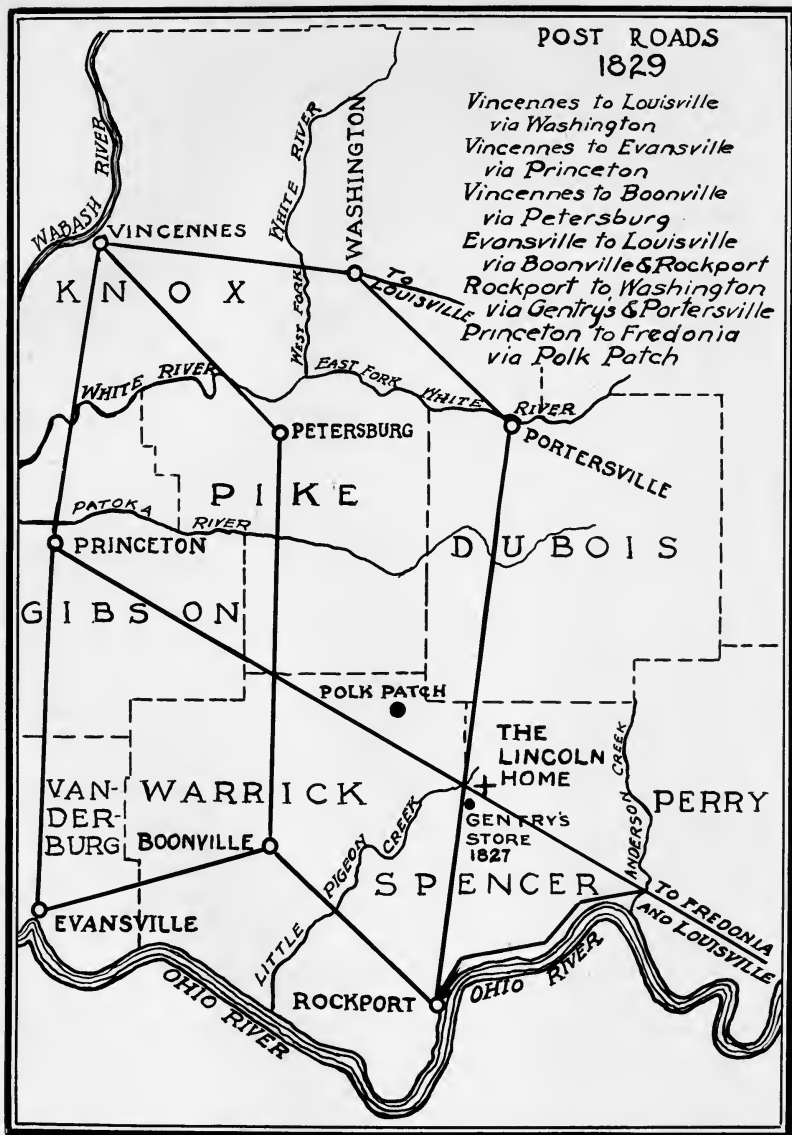 POST ROADS
1829
Vincennes to Louisville
via Washington
Vincennes to Evansville
via Princeton
Vincennes to Boonville
via Petersburg
Evansville to Louisville
via Boonville & Rockport
Rockport to Washington
via Gentry's & Portersville
Princeton to Fredonia
via Polk Patch
WABASH RIVER
WHITE RIVER
WEST FORK
WASHINGTON
VINCENNES
TO
LOUISVILLE
KNOX
WHITE RIVER
EAST FORK WHITE RIVER
PETERSBURG
PORTERSVILLE
PIKE
PATOKA RIVER
PRINCETON
DUBOIS
GIBSON
POLK PATCH
THE
LINCOLN
HOME
ANDERSON CREEK
VAN-
DER-
BURG
WARRICK
PERRY
GENTRY'S
STORE
1827
BOONVILLE
LITTLE PIGEON CREEK
SPENCER
TO FREDONIA
AND LOUISVILLE
EVANSVILLE
OHIO RIVER
ROCKPORT
OHIO RIVER